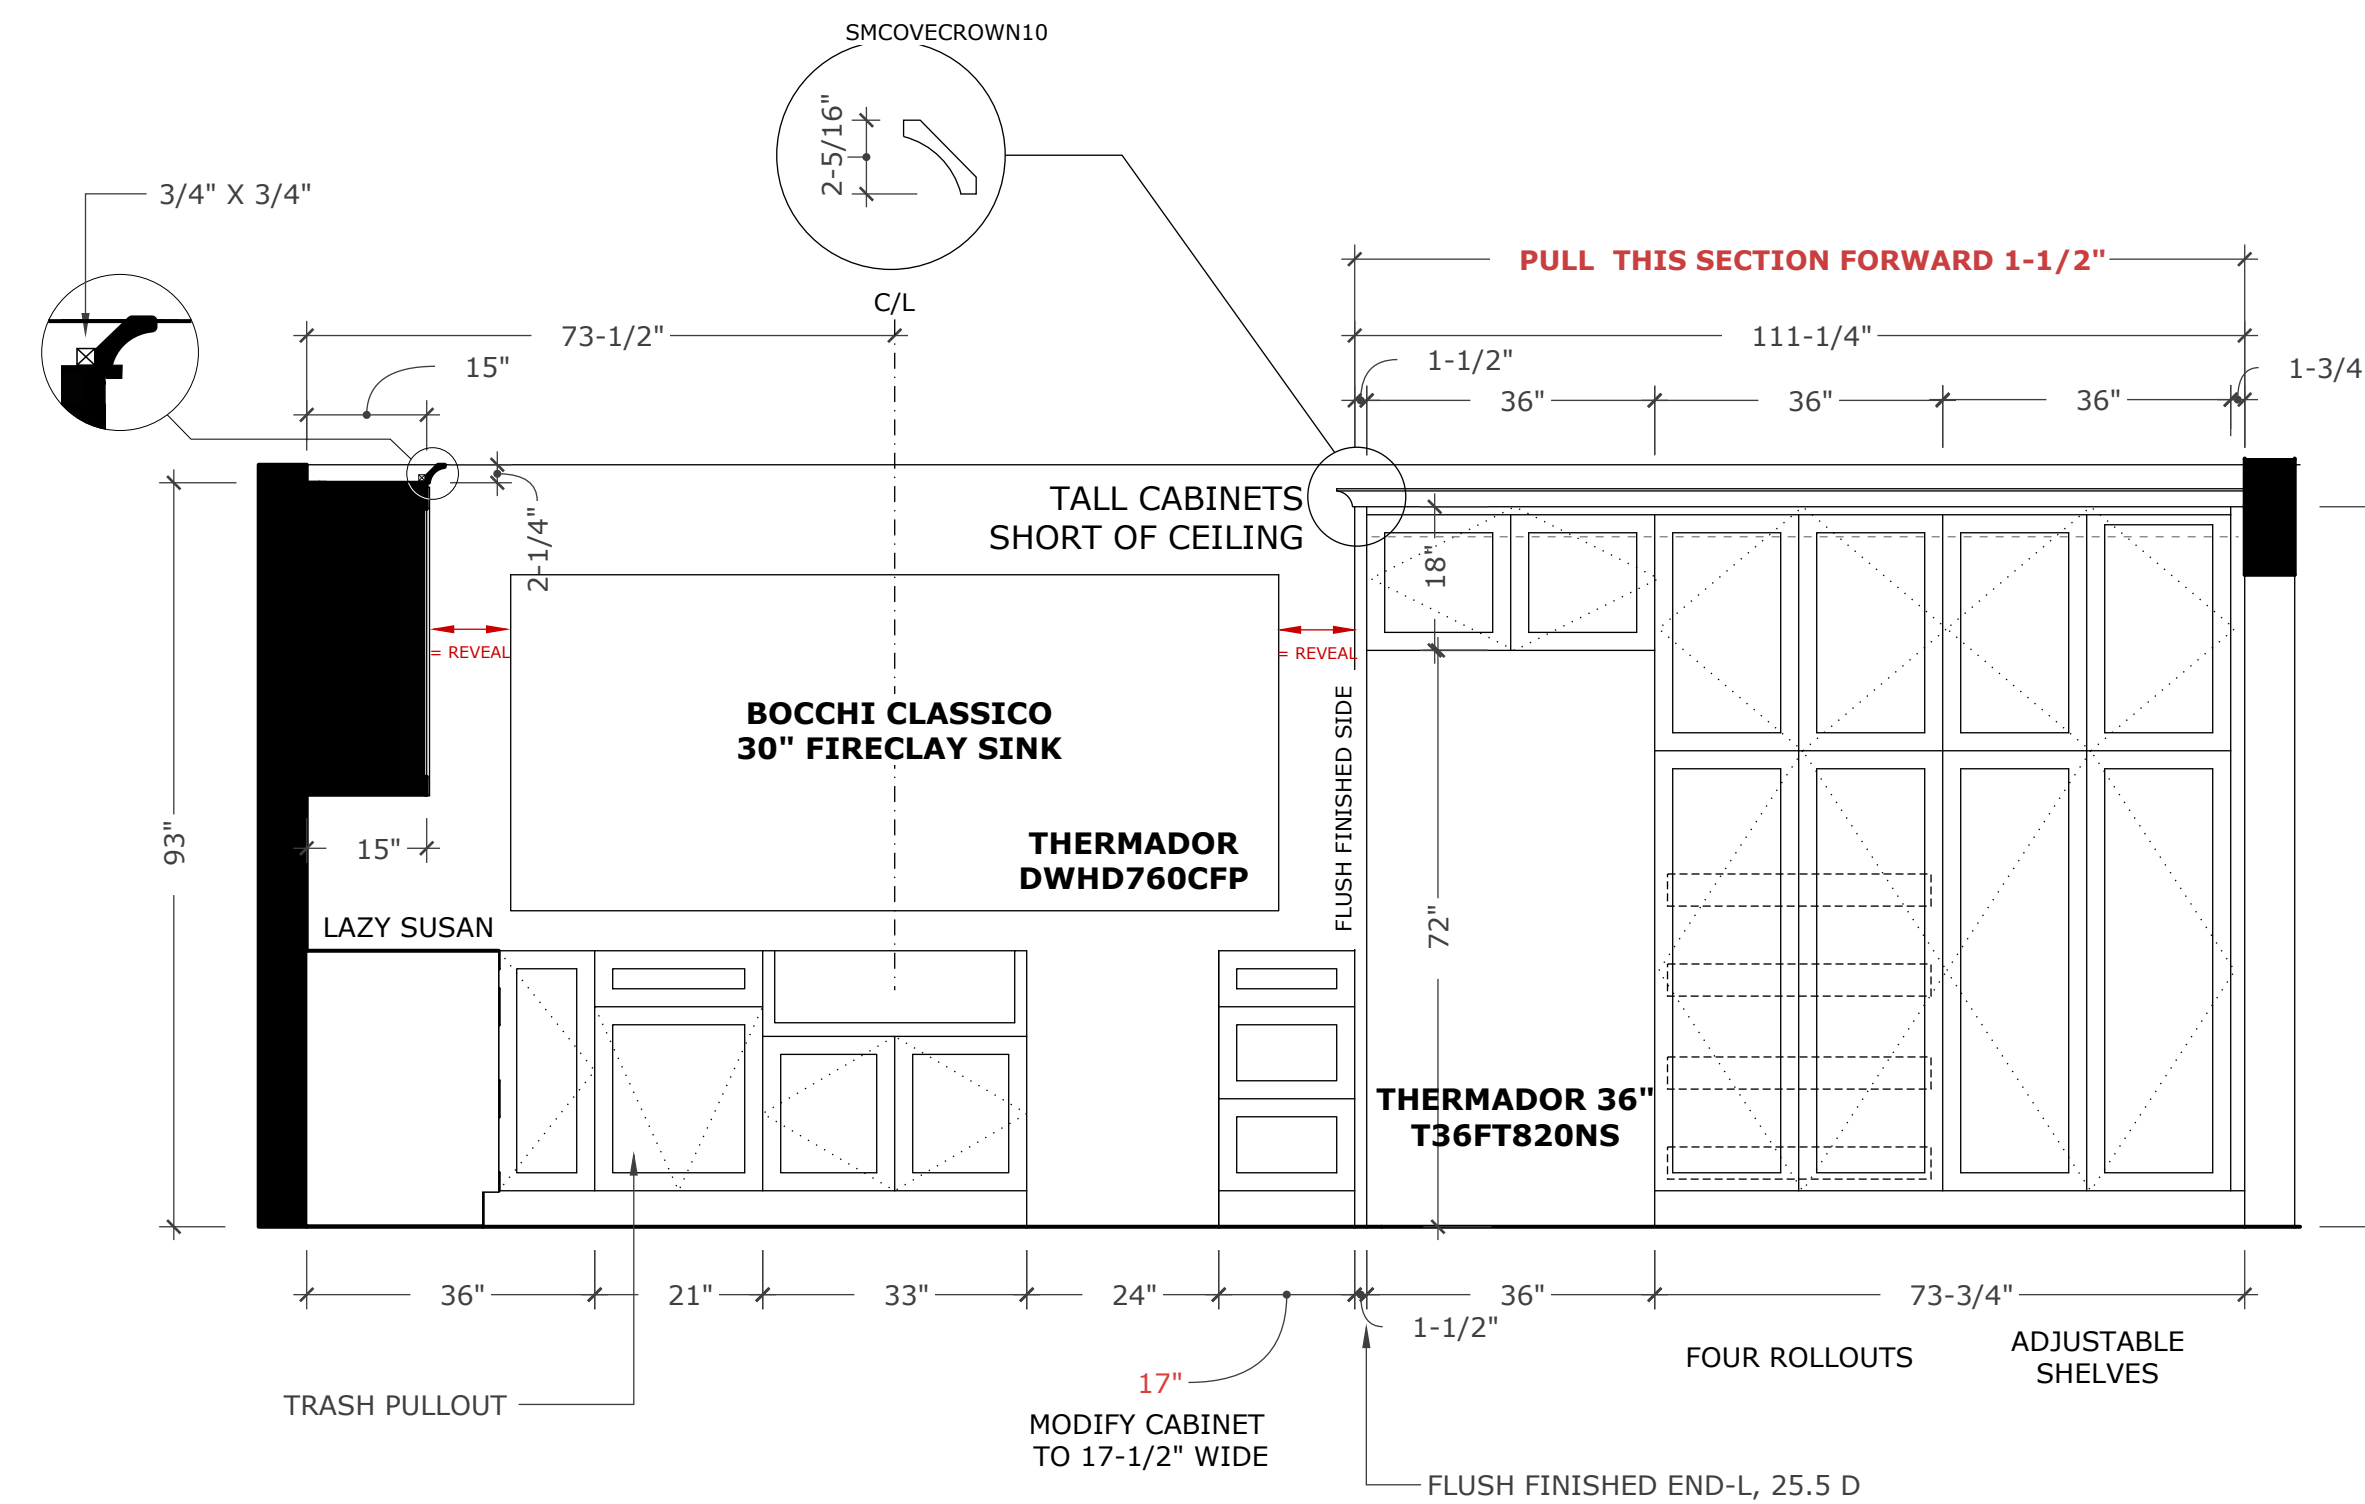 SMCOVECROWN10
2-5/16"
3/4" X 3/4"
PULL THIS SECTION FORWARD 1-1/2"
C/L
73-1/2"
111-1/4"
15"
1-1/2"
1-3/4
36"
36"
36"
TALL CABINETS
SHORT OF CEILING
2-1/4"
18"
= REVEAL
= REVEAL
BOCCHI CLASSICO
30" FIRECLAY SINK
FLUSH FINISHED SIDE
93"
15"
THERMADOR
DWHD760CFP
LAZY SUSAN
72"
THERMADOR 36"
T36FT820NS
36"
21"
33"
24"
36"
73-3/4"
1-1/2"
FOUR ROLLOUTS
ADJUSTABLE
SHELVES
17"
TRASH PULLOUT
MODIFY CABINET
TO 17-1/2" WIDE
FLUSH FINISHED END-L, 25.5 D